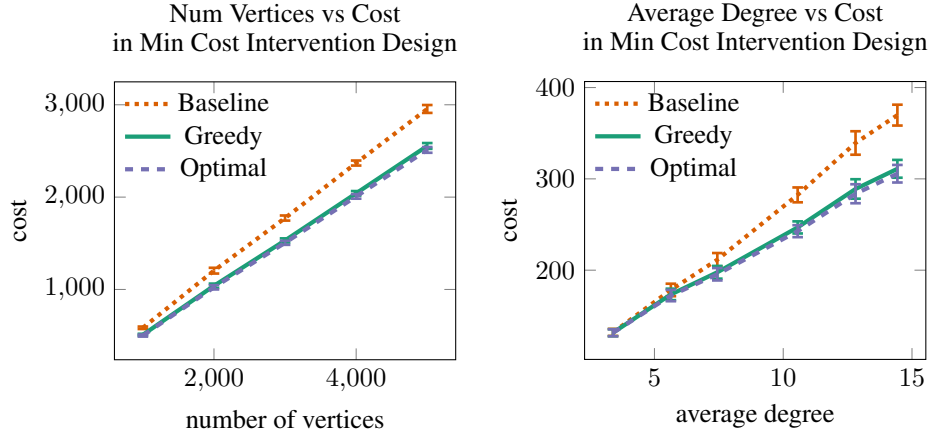 Num Vertices vs Cost
in Min Cost Intervention Design
3,000
2,000
1,000
cost
Baseline
Greedy
Optimal
2,000
4,000
number of vertices
Average Degree vs Cost
in Min Cost Intervention Design
400
300
200
cost
Baseline
Greedy
Optimal
5
10
15
average degree